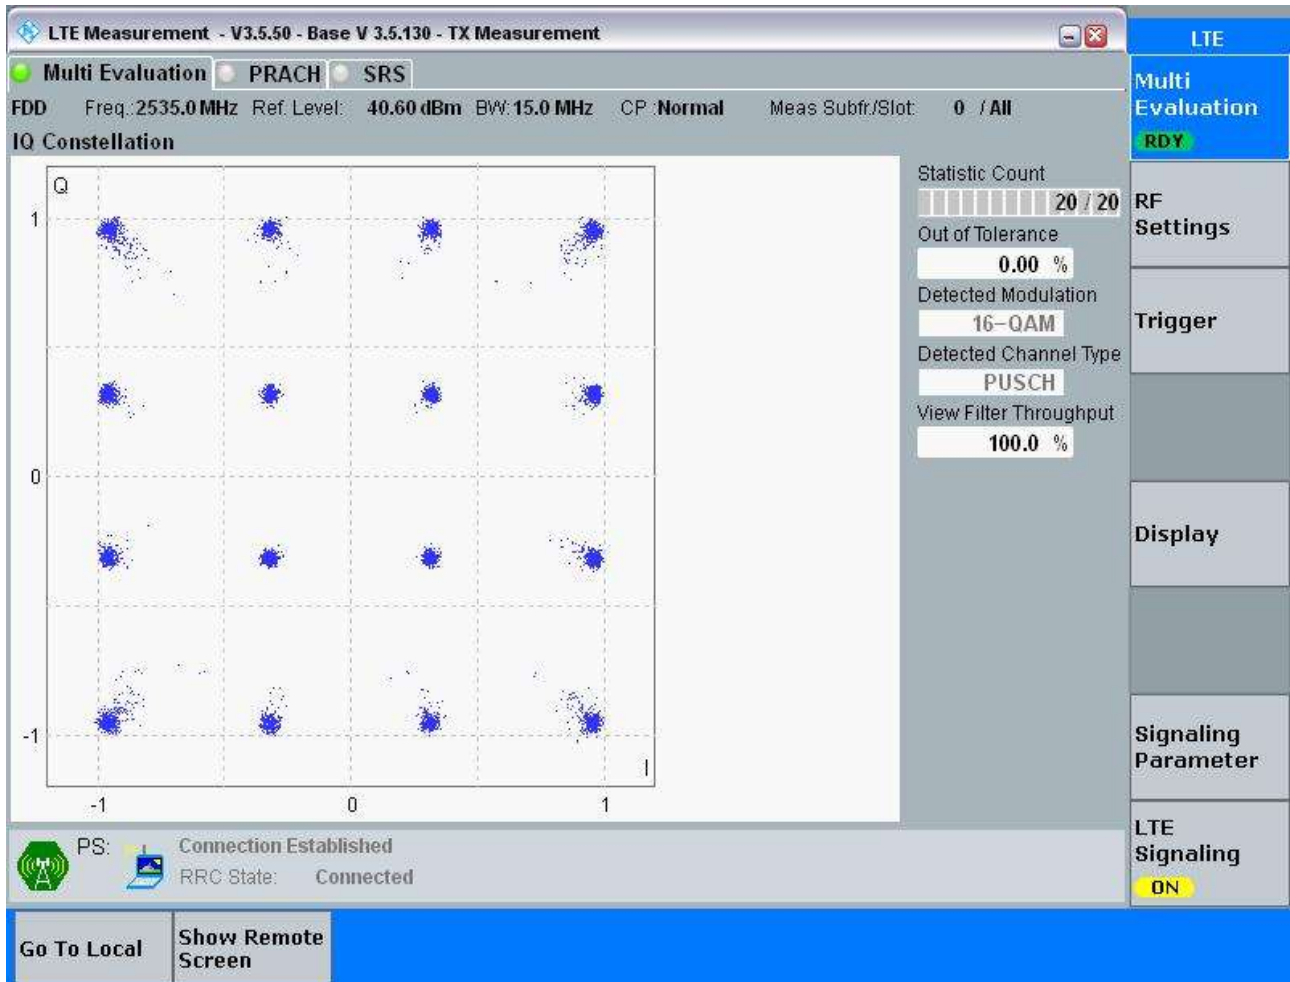 LTE Measurement - V3.5.50 - Base V 3.5.130 - TX Measurement
Multi Evaluation PRACH SRS
FDD Freq.:2535.0 MHz Ref. Level: 40.60 dBm BW:15.0 MHz CP :Normal Meas Subfr./Slot: 0 / All
IQ Constellation
Q
1
0
-1
-1 0 1
I
Statistic Count
20 / 20
Out of Tolerance
0.00 %
Detected Modulation
16-QAM
Detected Channel Type
PUSCH
View Filter Throughput
100.0 %
PS: Connection Established
RRC State: Connected
LTE
Multi
Evaluation
RDY
RF
Settings
Trigger
Display
Signaling
Parameter
LTE
Signaling
ON
Go To Local
Show Remote
Screen